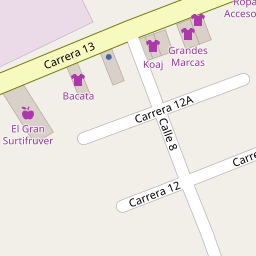 Ropa
Acceso
Carrera 13
Koaj
Grandes
Marcas
Bacata
Carrera 12A
El Gran
Surtifruver
Calle 8
Carre
Carrera 12